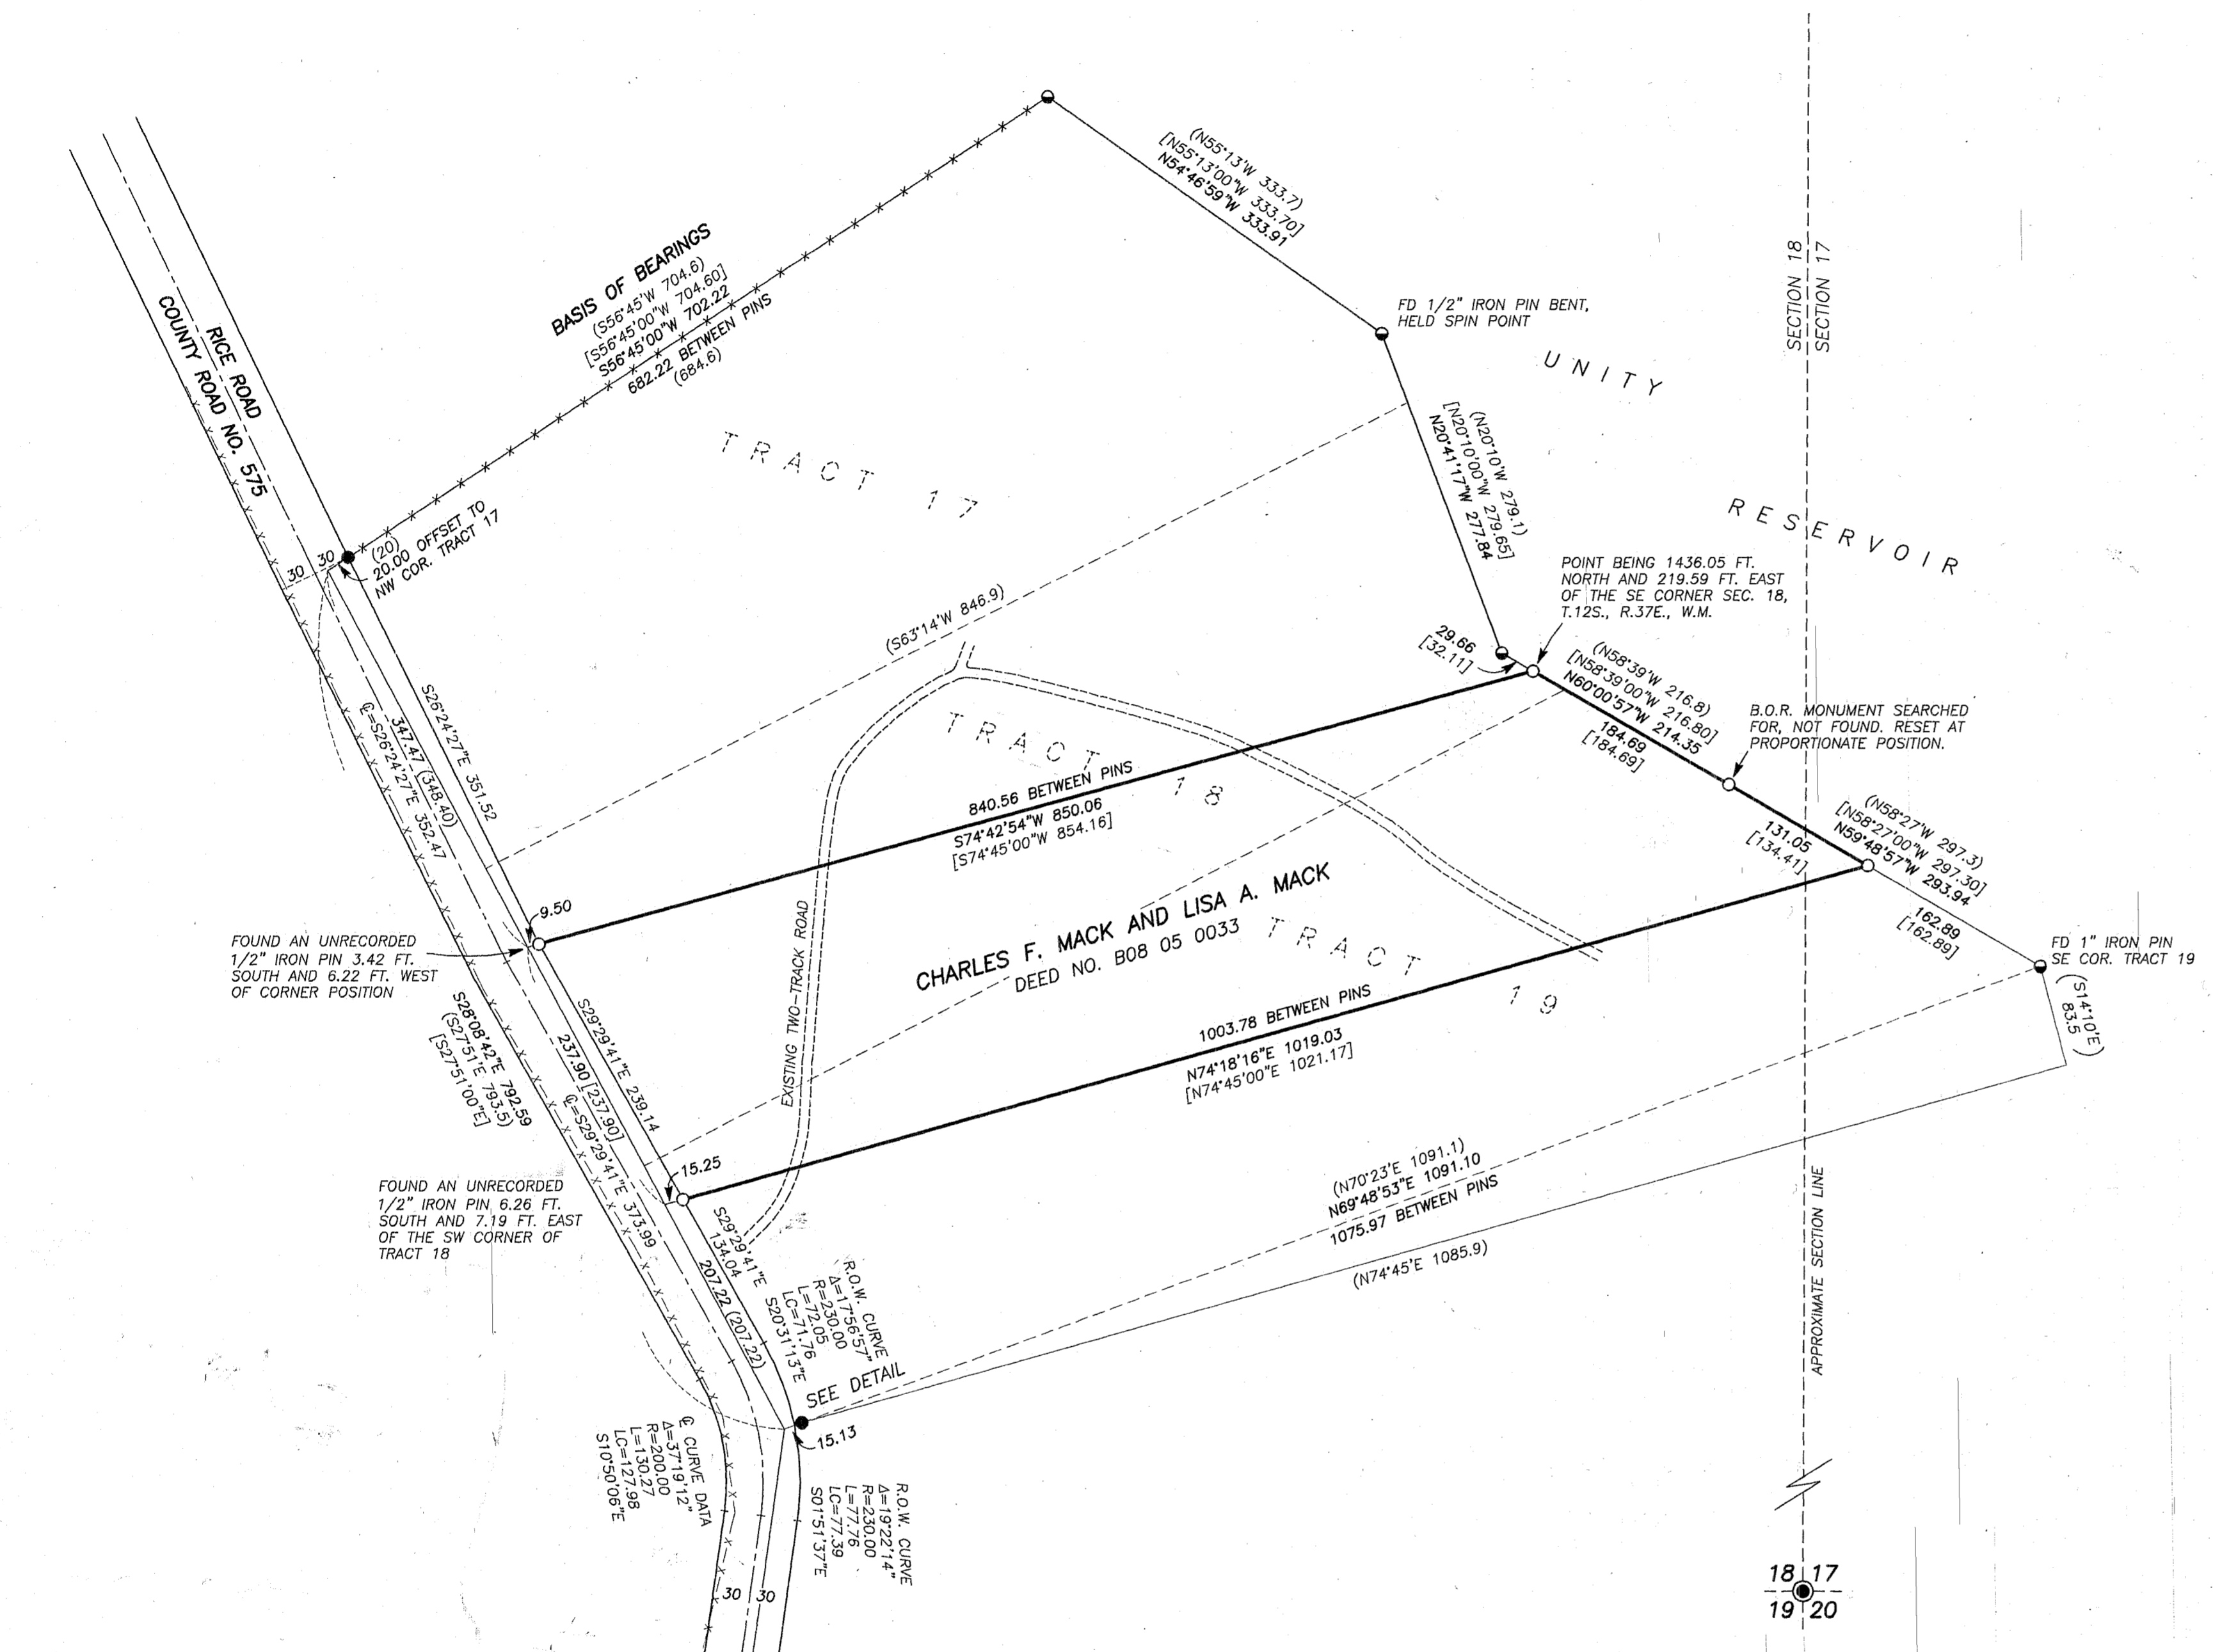 (N55°13'W 333.7)
[N55°13'00"W 333.70]
N54°46'59"W 333.91
BASIS OF BEARINGS
(S56°45'W 704.6)
[S56°45'00"W 704.60]
S56°45'00"W 702.22
682.22 BETWEEN PINS
(684.6)
RICE ROAD
COUNTY ROAD NO. 575
SECTION 18
SECTION 17
FD 1/2" IRON PIN BENT,
HELD SPIN POINT
UNITY
RESERVOIR
TRACT 17
(N20°10'W 279.1)
[N20°10'00"W 279.65]
N20°41'17"W 277.84
30
30
(20)
20.00 OFFSET TO
NW COR. TRACT 17
POINT BEING 1436.05 FT.
NORTH AND 219.59 FT. EAST
OF THE SE CORNER SEC. 18,
T.12S., R.37E., W.M.
(S63°14'W 846.9)
29.66
[32.11]
(N58°39'W 216.8)
[N58°39'00"W 216.80]
N60°00'57"W 214.35
184.69
[184.69]
B.O.R. MONUMENT SEARCHED
FOR, NOT FOUND. RESET AT
PROPORTIONATE POSITION.
S26°24'27"E 351.52
347.47 (348.40)
℄=S26°24'27"E 352.47
TRACT 18
840.56 BETWEEN PINS
S74°42'54"W 850.06
[S74°45'00"W 854.16]
(N58°27'W 297.3)
[N58°27'00"W 297.30]
N59°48'57"W 293.94
131.05
[134.41]
162.89
[162.89]
CHARLES F. MACK AND LISA A. MACK
DEED NO. B08 05 0033
TRACT 19
9.50
FOUND AN UNRECORDED
1/2" IRON PIN 3.42 FT.
SOUTH AND 6.22 FT. WEST
OF CORNER POSITION
EXISTING TWO-TRACK ROAD
FD 1" IRON PIN
SE COR. TRACT 19
(S14°10'E
83.5 )
S28°08'42"E 792.59
(S27°51'E 793.5)
[S27°51'00"E]
S29°29'41"E 239.14
237.90 [237.90]
℄=S29°29'41"E 373.99
1003.78 BETWEEN PINS
N74°18'16"E 1019.03
[N74°45'00"E 1021.17]
15.25
FOUND AN UNRECORDED
1/2" IRON PIN 6.26 FT.
SOUTH AND 7.19 FT. EAST
OF THE SW CORNER OF
TRACT 18
(N70°23'E 1091.1)
N69°48'53"E 1091.10
1075.97 BETWEEN PINS
(N74°45'E 1085.9)
APPROXIMATE SECTION LINE
S29°29'41"E
134.04
207.22 (207.22)
R.O.W. CURVE
Δ=17°56'57"
R=230.00
L=72.05
LC=71.76
S20°31'13"E
SEE DETAIL
15.13
℄ CURVE DATA
Δ=37°19'12"
R=200.00
L=130.27
LC=127.98
S10°50'06"E
R.O.W. CURVE
Δ=19°22'14"
R=230.00
L=77.76
LC=77.39
S01°51'37"E
30
30
18 17
19 20